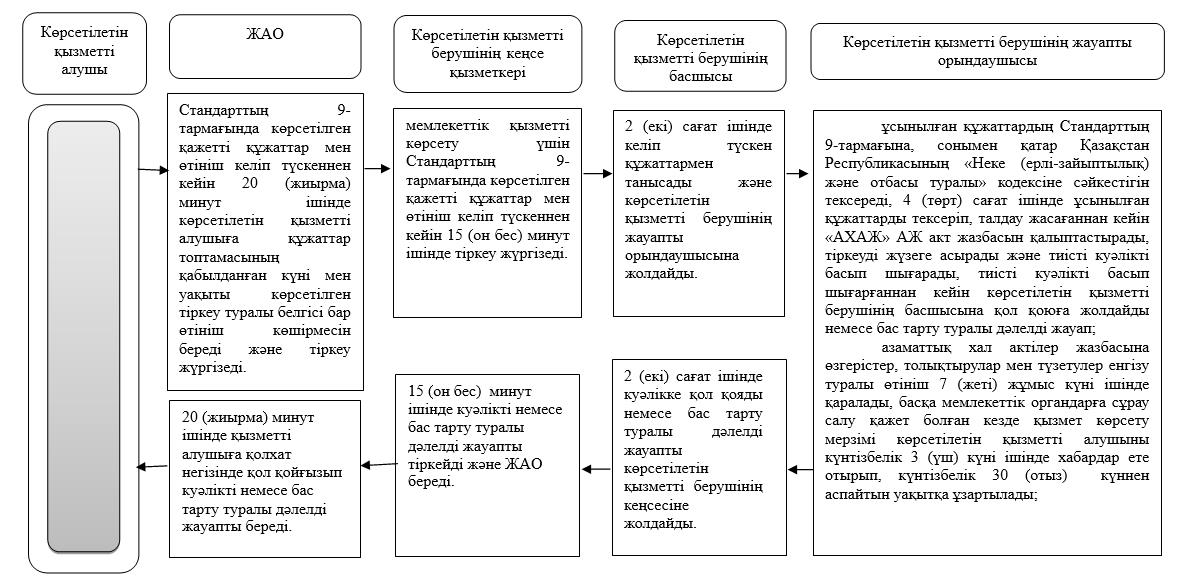 Көрсетілетін
қызметті
алушы
ЖАО
Көрсетілетін қызметті
берушінің кеңсе
қызметкері
Көрсетілетін
қызметті берушінің
басшысы
Көрсетілетін қызметті берушінің жауапты
орындаушысы
Стандарттың 9-
тармағында көрсетілген
қажетті құжаттар мен
өтініш келіп түскеннен
кейін 20 (жиырма)
минут ішінде
көрсетілетін қызметті
алушыға құжаттар
топтамасының
қабылданған күні мен
уақыты көрсетілген
тіркеу туралы белгісі бар
өтініш көшірмесін
береді және тіркеу
жүргізеді.
мемлекеттік қызметті
көрсету үшін
Стандарттың 9-
тармағында көрсетілген
қажетті құжаттар мен
өтініш келіп түскеннен
кейін 15 (он бес) минут
ішінде тіркеу жүргізеді.
2 (екі) сағат ішінде
келіп түскен
құжаттармен
танысады және
көрсетілетін
қызметті берушінің
жауапты
орындаушысына
жолдайды.
ұсынылған құжаттардың Стандарттың
9-тармағына, сонымен қатар Қазақстан
Республикасының «Неке (ерлі-зайыптылық)
және отбасы туралы» кодексіне сәйкестігін
тексереді, 4 (төрт) сағат ішінде ұсынылған
құжаттарды тексеріп, талдау жасағаннан кейін
«АХАЖ» АЖ акт жазбасын қалыптастырады,
тіркеуді жүзеге асырады және тиісті куәлікті
басып шығарады, тиісті куәлікті басып
шығарғаннан кейін көрсетілетін қызметті
берушінің басшысына қол қоюға жолдайды
немесе бас тарту туралы дәлелді жауап;
азаматтық хал актілер жазбасына
өзгерістер, толықтырулар мен түзетулер енгізу
туралы өтініш 7 (жеті) жұмыс күні ішінде
қаралады, басқа мемлекеттік органдарға сұрау
салу қажет болған кезде қызмет көрсету
мерзімі көрсетілетін қызметті алушыны
күнтізбелік 3 (үш) күні ішінде хабардар ете
отырып, күнтізбелік 30 (отыз) күннен
аспайтын уақытқа ұзартылады;
2 (екі) сағат ішінде
куәлікке қол қояды
немесе бас тарту
туралы дәлелді
жауапты
көрсетілетін
қызметті берушінің
кеңсесіне
жолдайды.
15 (он бес) минут
ішінде куәлікті немесе
бас тарту туралы
дәлелді жауапты
тіркейді және ЖАО
береді.
20 (жиырма) минут
ішінде қызметті
алушыға қолхат
негізінде қол қойғызып
куәлікті немесе бас
тарту туралы дәлелді
жауапты береді.